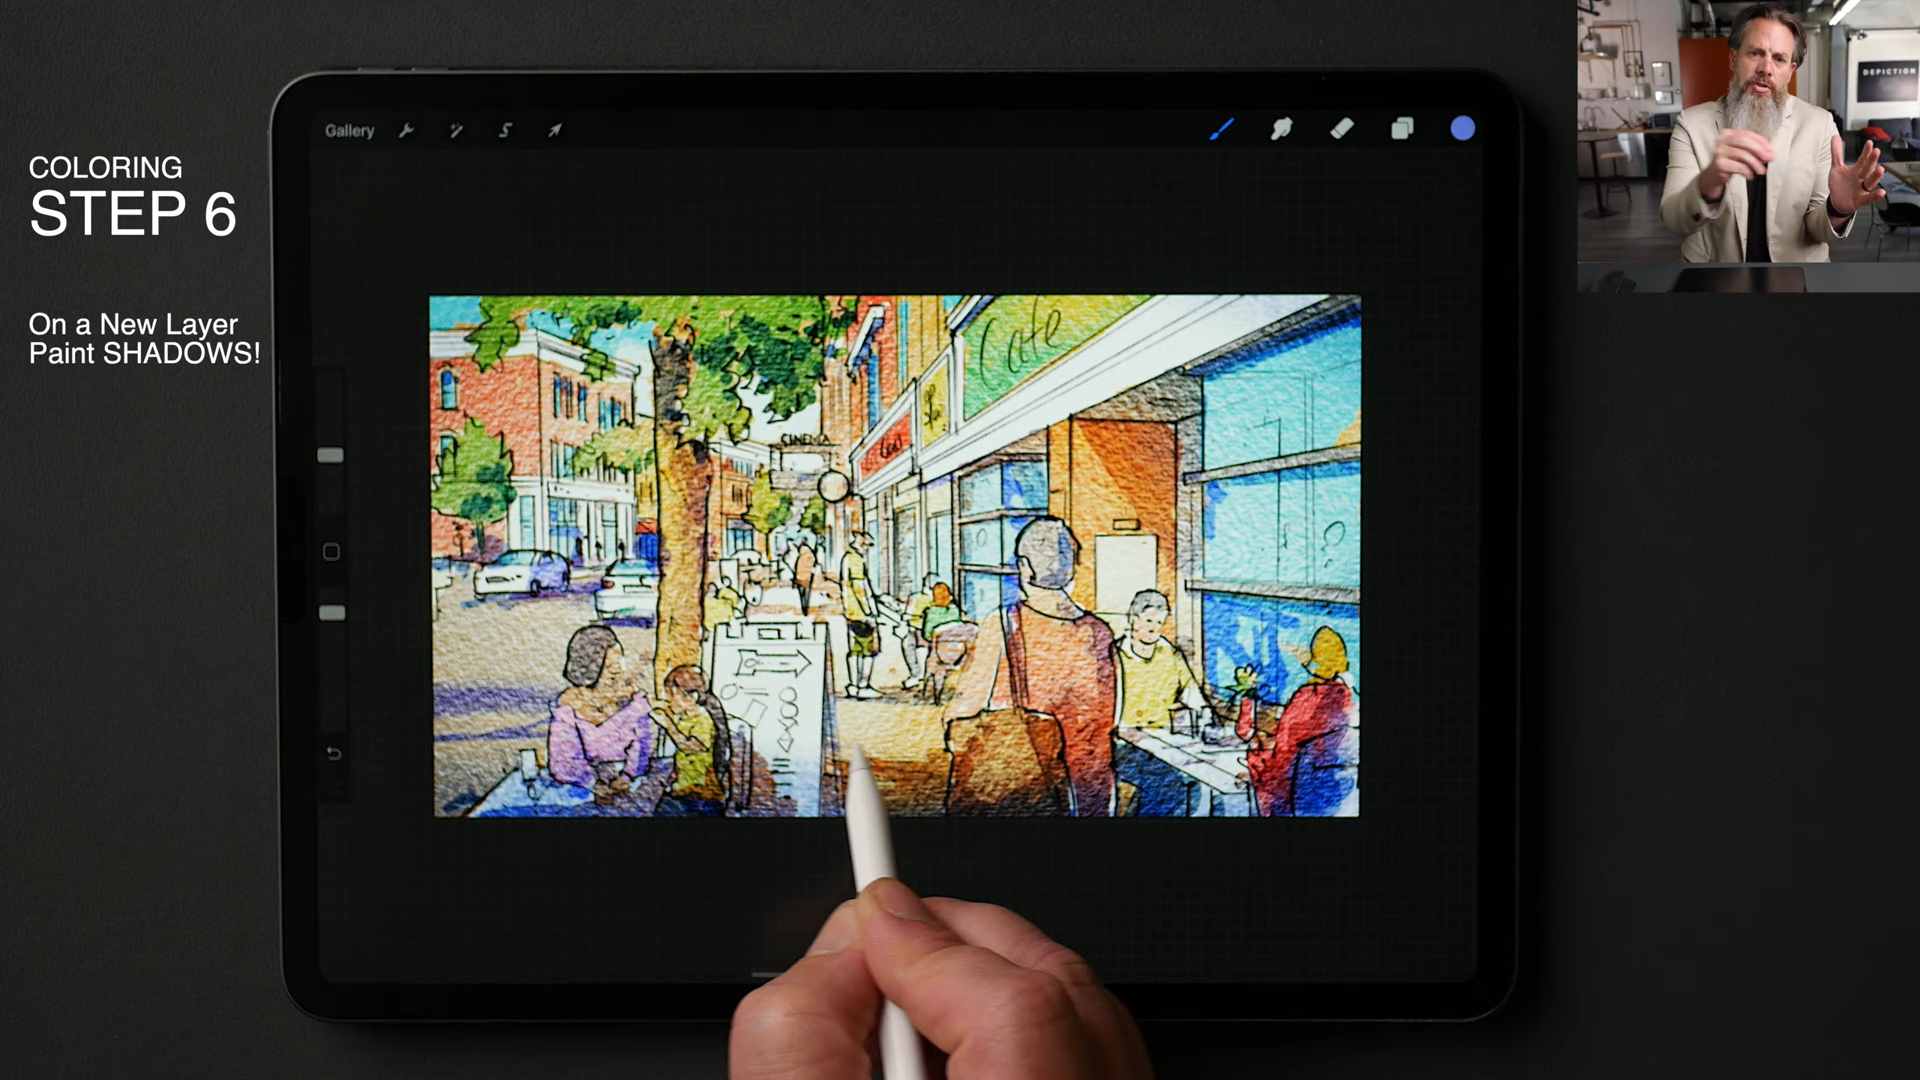 COLORING
STEP 6
On a New Layer
Paint SHADOWS!
Gallery
DEPICTION
Cafe
CINEMA